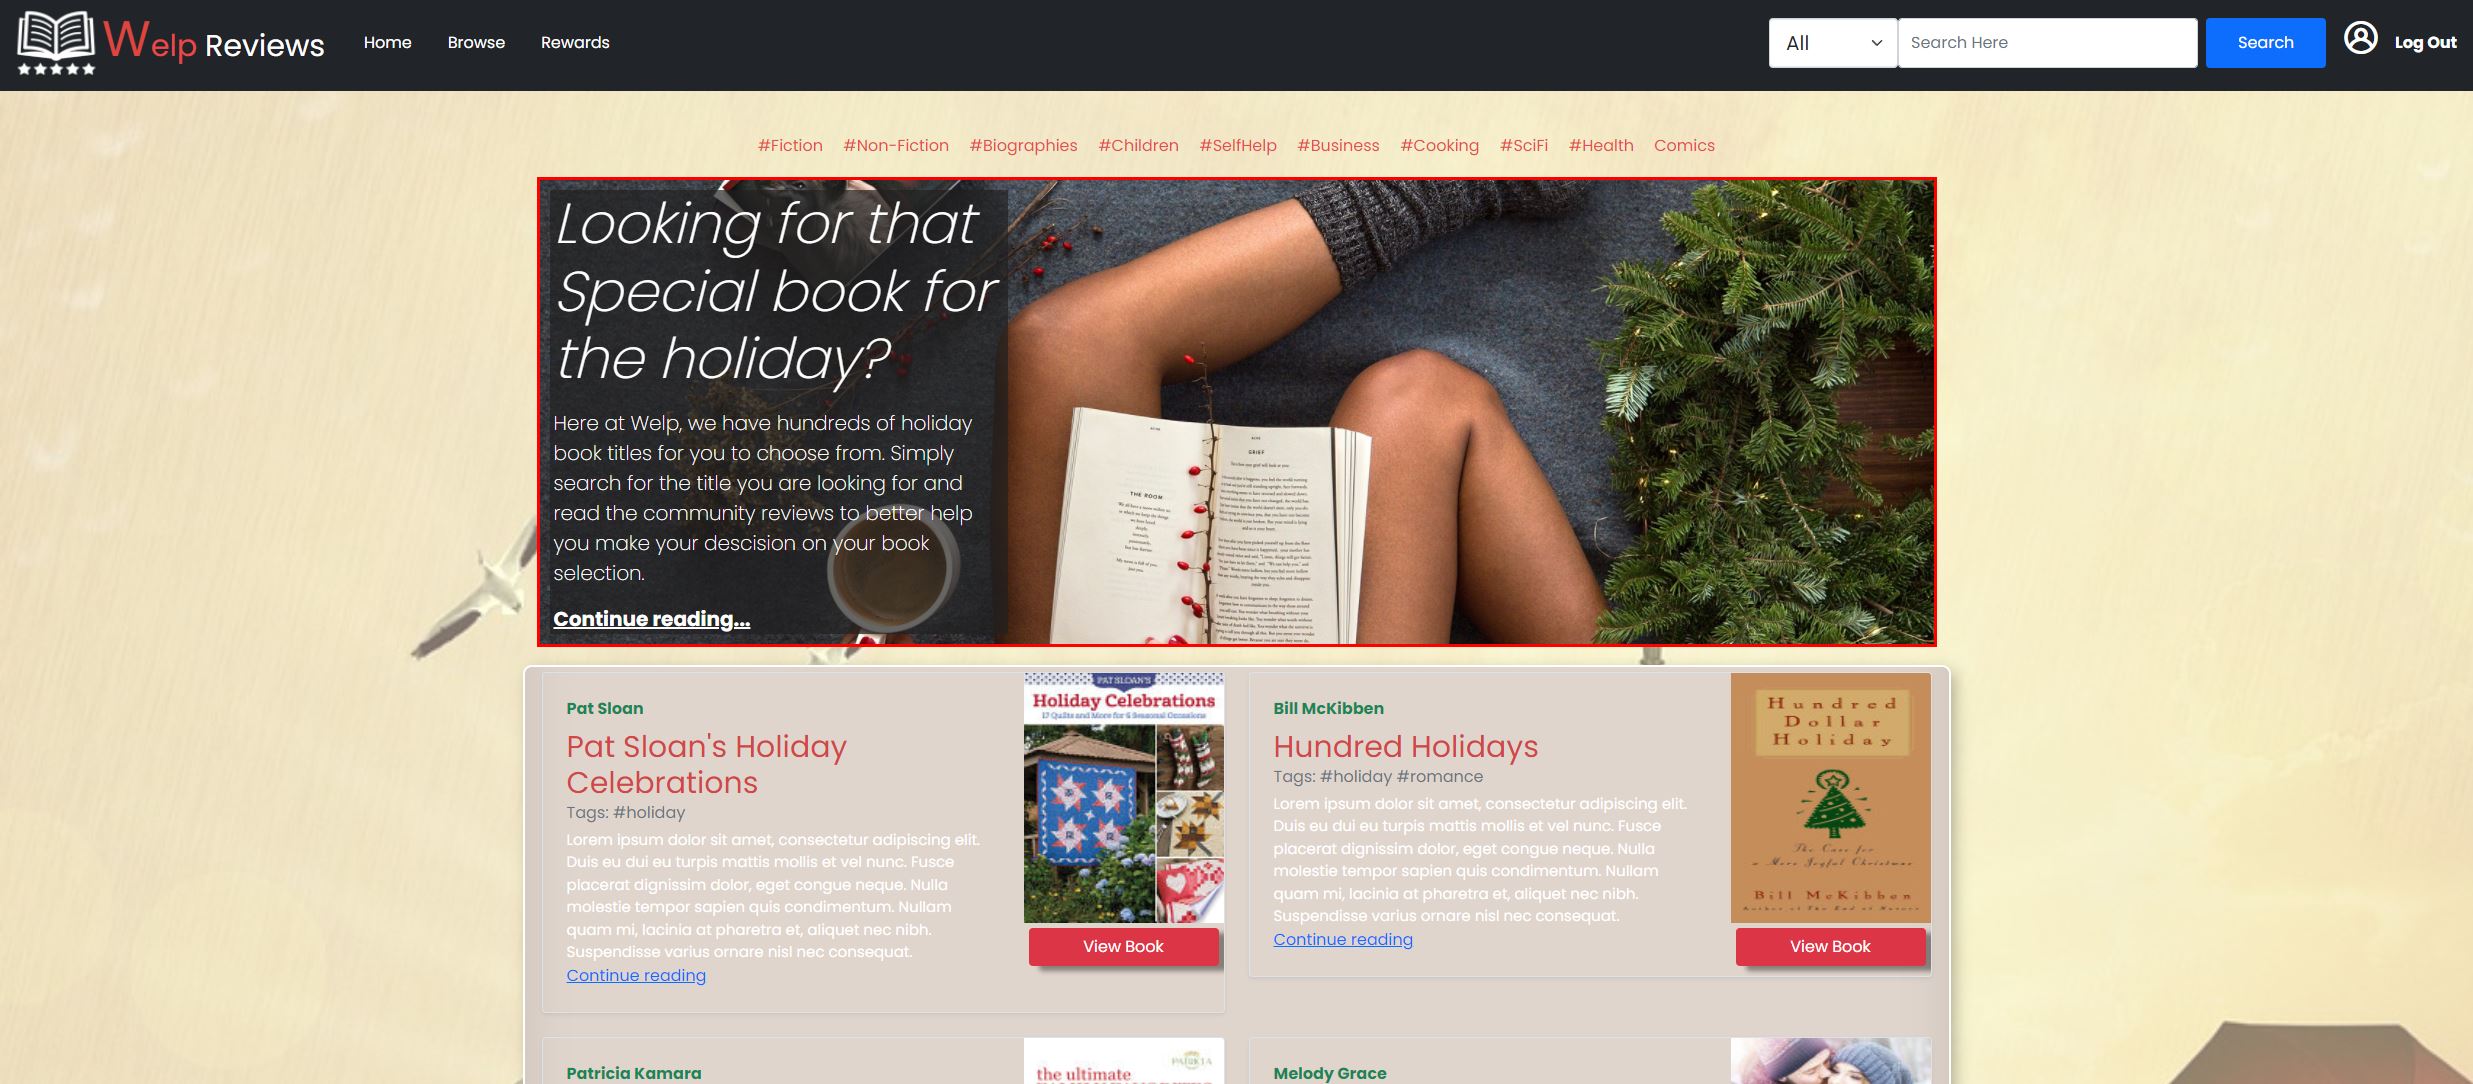 Welp Reviews Home Browse Rewards All Search Here Search Log Out
#Fiction #Non-Fiction #Biographies #Children #SelfHelp #Business #Cooking #SciFi #Health Comics
Looking for that
Special book for
the holiday?
Here at Welp, we have hundreds of holiday
book titles for you to choose from. Simply
search for the title you are looking for and
read the community reviews to better help
you make your descision on your book
selection.
Continue reading...
THE ROOM
GRIEF
Pat Sloan
Pat Sloan's Holiday
Celebrations
Tags: #holiday
Lorem ipsum dolor sit amet, consectetur adipiscing elit.
Duis eu dui eu turpis mattis mollis et vel nunc. Fusce
placerat dignissim dolor, eget congue neque. Nulla
molestie tempor sapien quis condimentum. Nullam
quam mi, lacinia at pharetra et, aliquet nec nibh.
Suspendisse varius ornare nisl nec consequat.
Continue reading
PAT SLOAN'S
Holiday Celebrations
17 Quilts and More for 6 Seasonal Occasions
View Book
Bill McKibben
Hundred Holidays
Tags: #holiday #romance
Lorem ipsum dolor sit amet, consectetur adipiscing elit.
Duis eu dui eu turpis mattis mollis et vel nunc. Fusce
placerat dignissim dolor, eget congue neque. Nulla
molestie tempor sapien quis condimentum. Nullam
quam mi, lacinia at pharetra et, aliquet nec nibh.
Suspendisse varius ornare nisl nec consequat.
Continue reading
Hundred
Dollar
Holiday
The Case for
a More Joyful Christmas
Bill McKibben
Author of The End of Nature
View Book
Patricia Kamara
the ultimate
Melody Grace